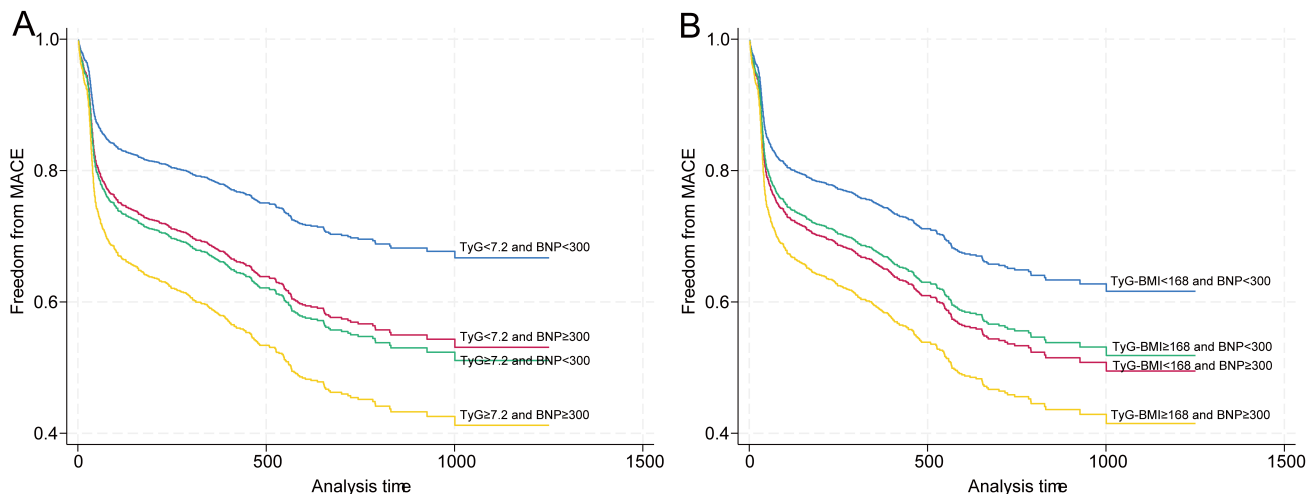 A
Freedom from MACE
1.0
0.8
0.6
0.4
TyG<7.2 and BNP<300
TyG<7.2 and BNP≥300
TyG≥7.2 and BNP<300
TyG≥7.2 and BNP≥300
0
500
1000
1500
Analysis time
B
Freedom from MACE
1.0
0.8
0.6
0.4
TyG-BMI<168 and BNP<300
TyG-BMI≥168 and BNP<300
TyG-BMI<168 and BNP≥300
TyG-BMI≥168 and BNP≥300
0
500
1000
1500
Analysis time